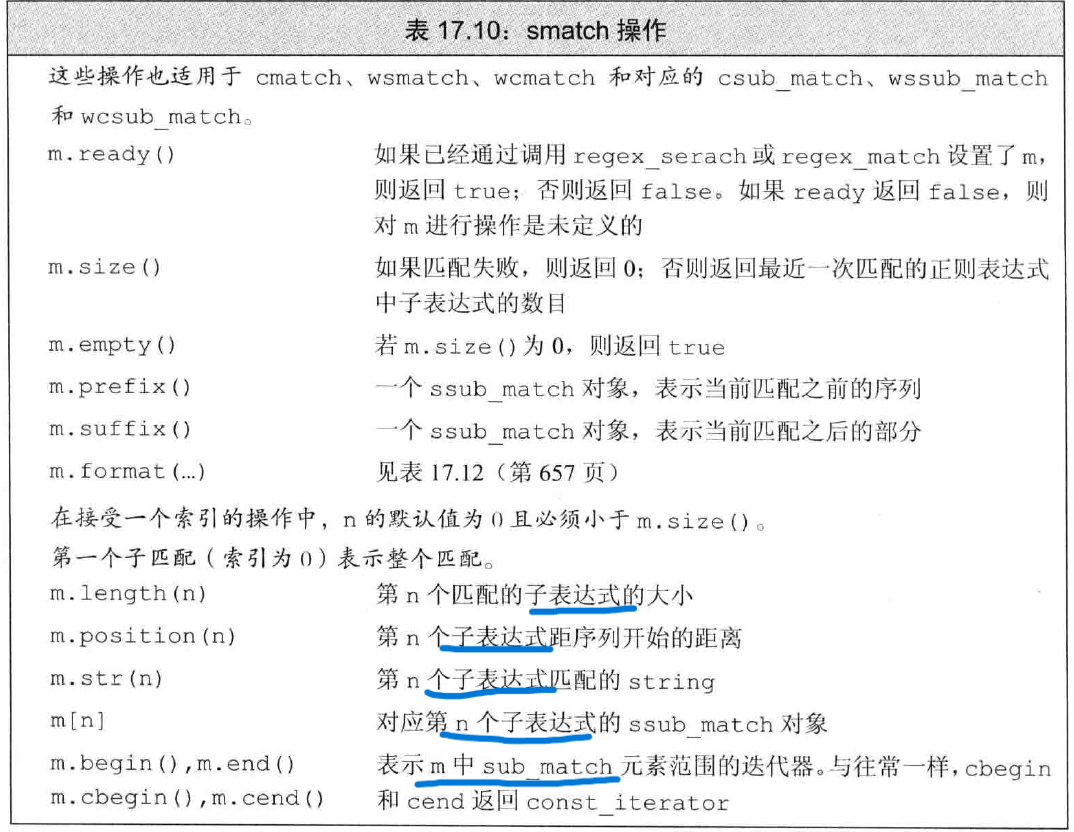 表 17.10：smatch 操作
这些操作也适用于 cmatch、wsmatch、wcmatch 和对应的 csub_match、wssub_match
和 wcsub_match。
m.ready() 如果已经通过调用 regex_serach 或 regex_match 设置了 m，
则返回 true；否则返回 false。如果 ready 返回 false，则
对 m 进行操作是未定义的
m.size() 如果匹配失败，则返回 0；否则返回最近一次匹配的正则表达式
中子表达式的数目
m.empty() 若 m.size() 为 0，则返回 true
m.prefix() 一个 ssub_match 对象，表示当前匹配之前的序列
m.suffix() 一个 ssub_match 对象，表示当前匹配之后的部分
m.format(…) 见表 17.12（第 657 页）
在接受一个索引的操作中，n 的默认值为 0 且必须小于 m.size()。
第一个子匹配（索引为 0）表示整个匹配。
m.length(n) 第 n 个匹配的子表达式的大小
m.position(n) 第 n 个子表达式距序列开始的距离
m.str(n) 第 n 个子表达式匹配的 string
m[n] 对应第 n 个子表达式的 ssub_match 对象
m.begin(),m.end() 表示 m 中 sub_match 元素范围的迭代器。与往常一样，cbegin
m.cbegin(),m.cend() 和 cend 返回 const_iterator